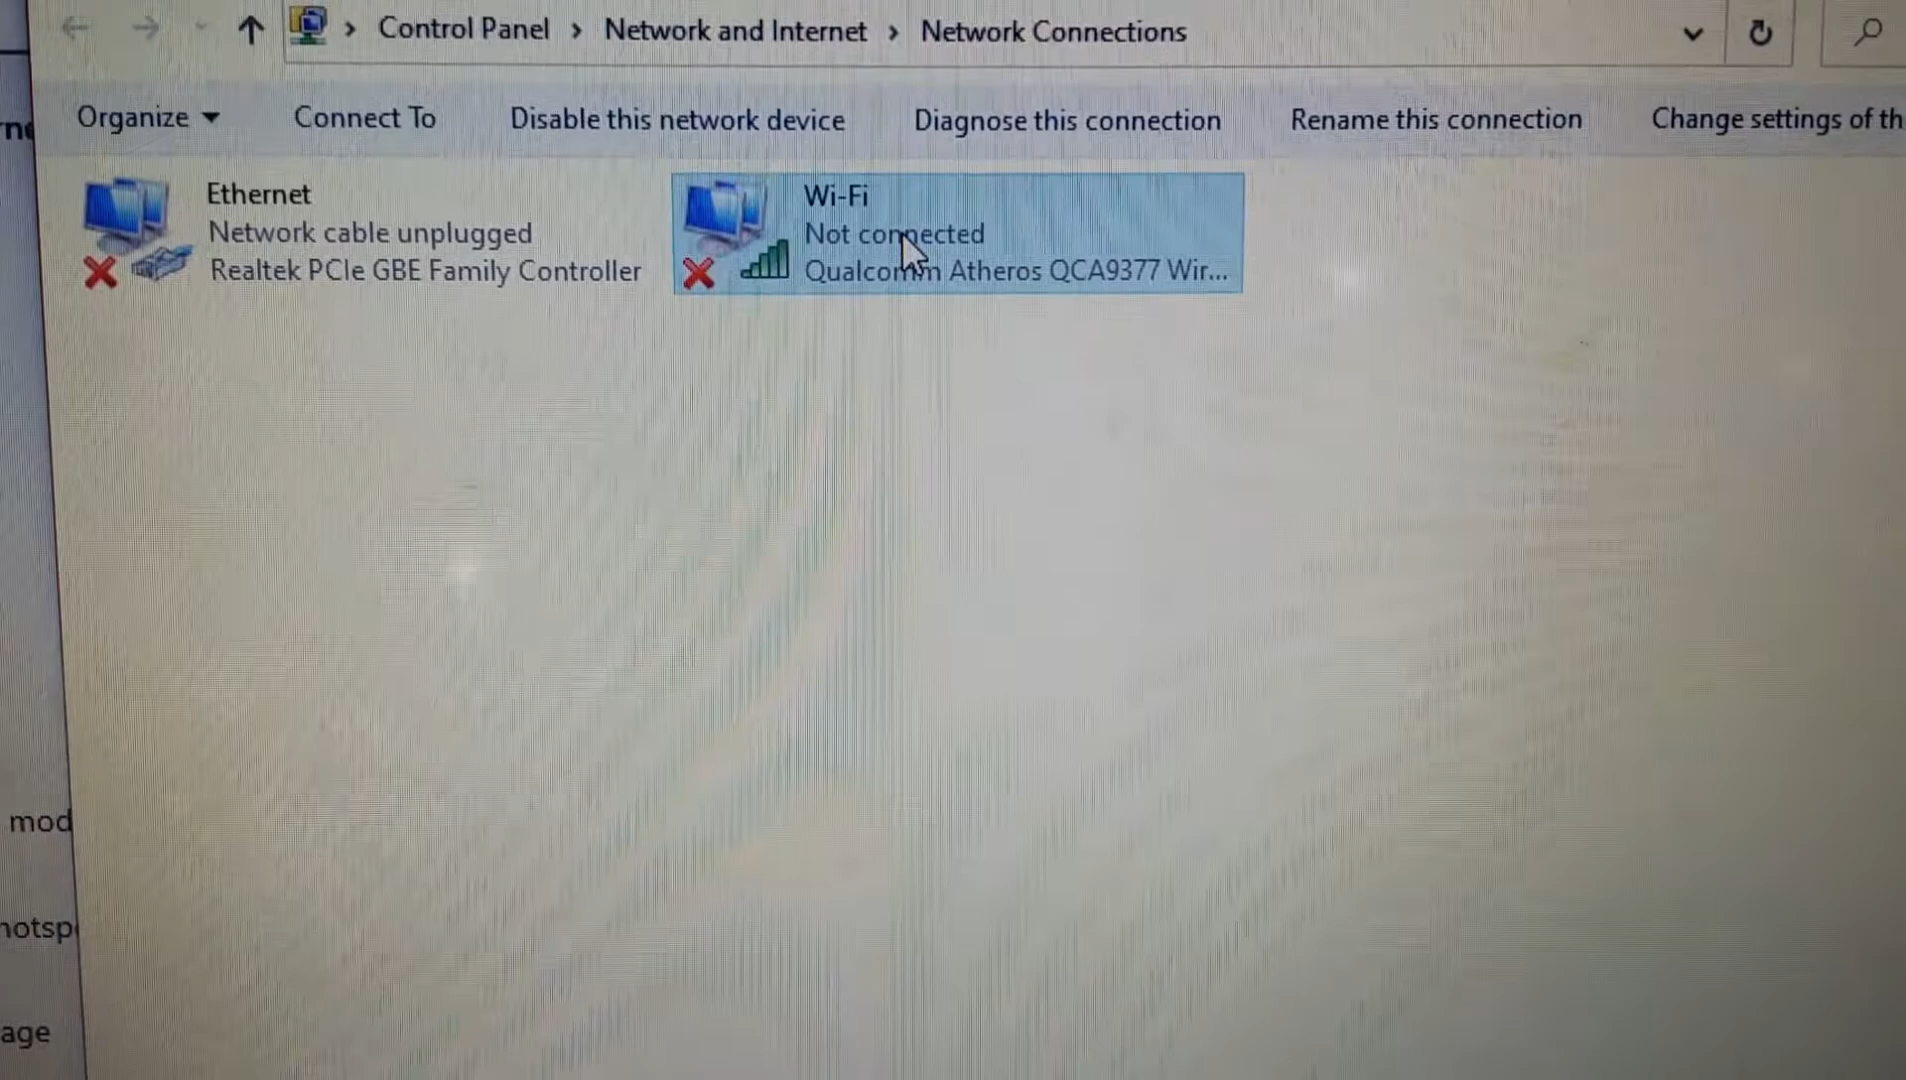 Control Panel > Network and Internet > Network Connections
Organize Connect To Disable this network device Diagnose this connection Rename this connection Change settings of th
Ethernet
Network cable unplugged
Realtek PCIe GBE Family Controller
Wi-Fi
Not connected
Qualcomm Atheros QCA9377 Wir...
mod
hotsp
age